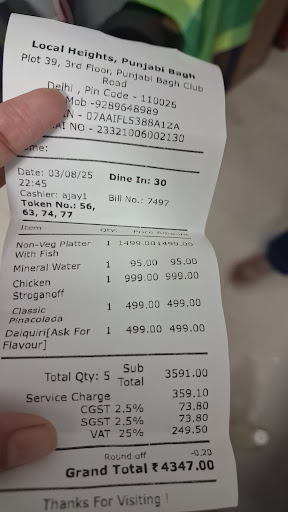 Local Heights, Punjabi Bagh
Plot 39, 3rd Floor, Punjabi Bagh Club
Road
Delhi , Pin Code - 110026
Mob -9289648989
N - 07AAIFL5388A1ZA
AI NO - 23321006002130
me:
Date: 03/08/25 Dine In: 30
22:45
Cashier: ajay1 Bill No.: 7497
Token No.: 56,
63, 74, 77
Item Qty. Price Amount
Non-Veg Platter 1 1499.00 1499.00
With Fish
Mineral Water 1 95.00 95.00
Chicken 1 999.00 999.00
Stroganoff
Classic 1 499.00 499.00
Pinacolada
Daiquiri[Ask For 1 499.00 499.00
Flavour]
Total Qty: 5 Sub 3591.00
Total
Service Charge 359.10
CGST 2.5% 73.80
SGST 2.5% 73.80
VAT 25% 249.50
Round off -0.20
Grand Total ₹ 4347.00
Thanks For Visiting !